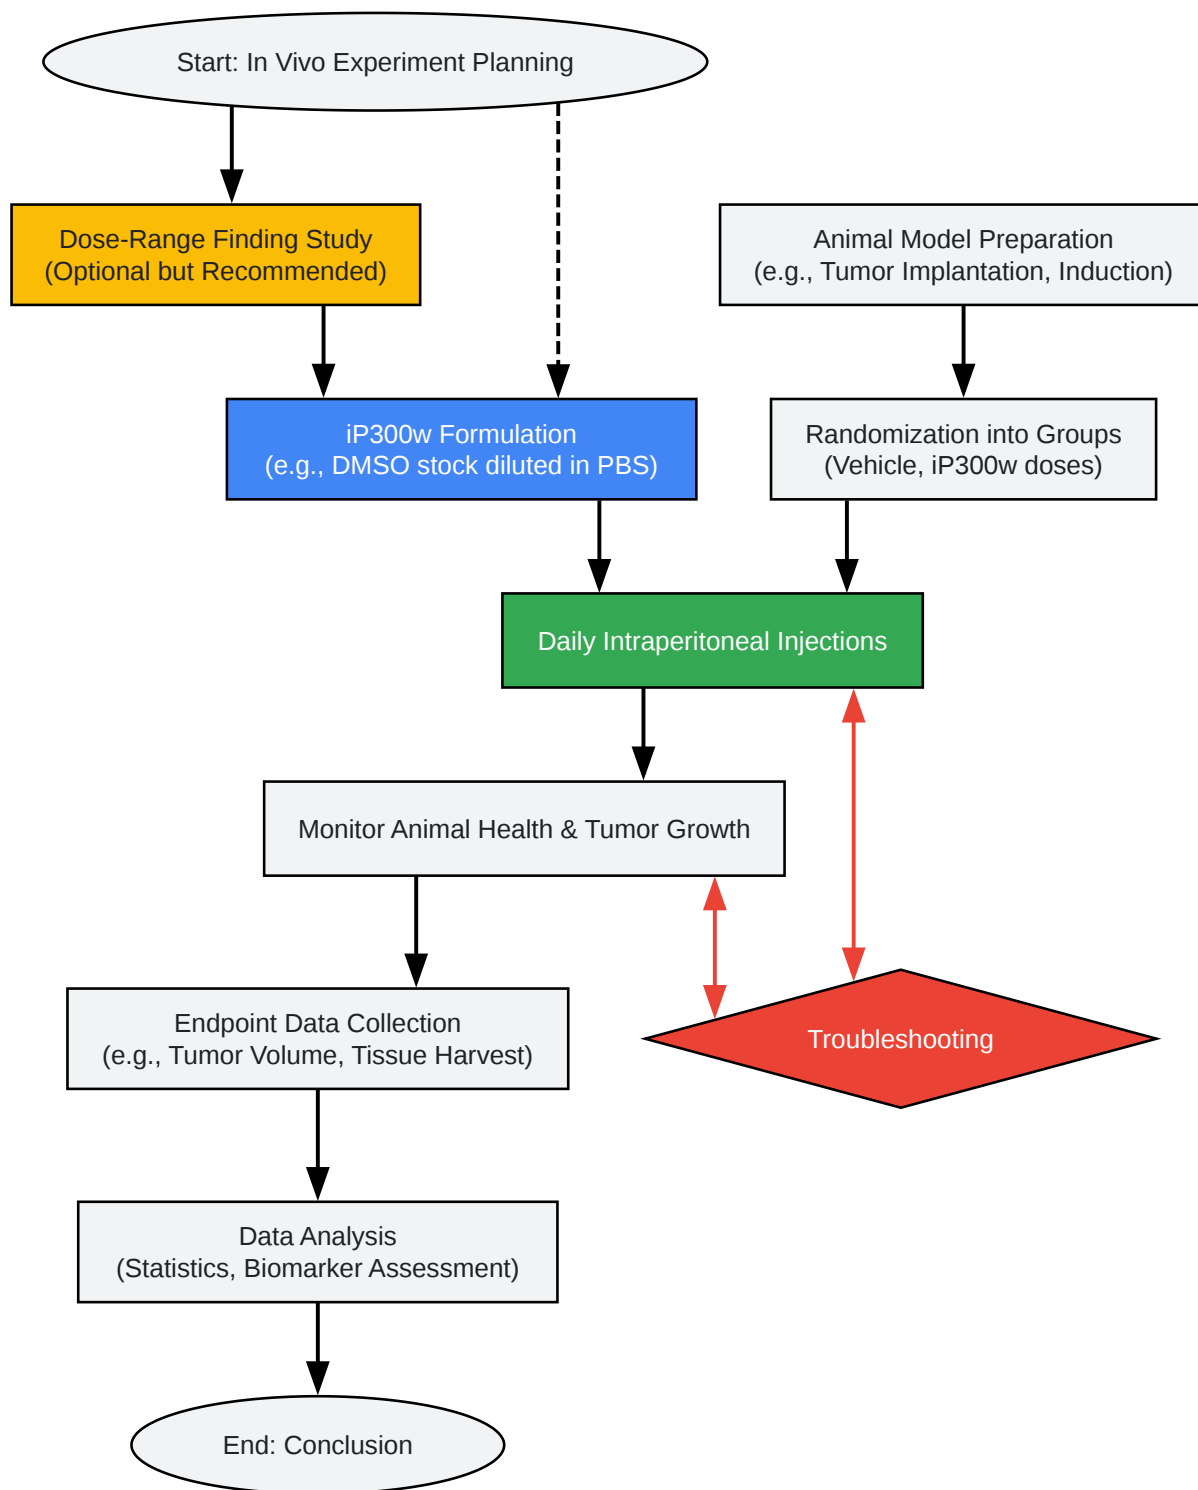 Start: In Vivo Experiment Planning
Dose-Range Finding Study
(Optional but Recommended)
Animal Model Preparation
(e.g., Tumor Implantation, Induction)
iP300w Formulation
(e.g., DMSO stock diluted in PBS)
Randomization into Groups
(Vehicle, iP300w doses)
Daily Intraperitoneal Injections
Monitor Animal Health & Tumor Growth
Endpoint Data Collection
(e.g., Tumor Volume, Tissue Harvest)
Troubleshooting
Data Analysis
(Statistics, Biomarker Assessment)
End: Conclusion